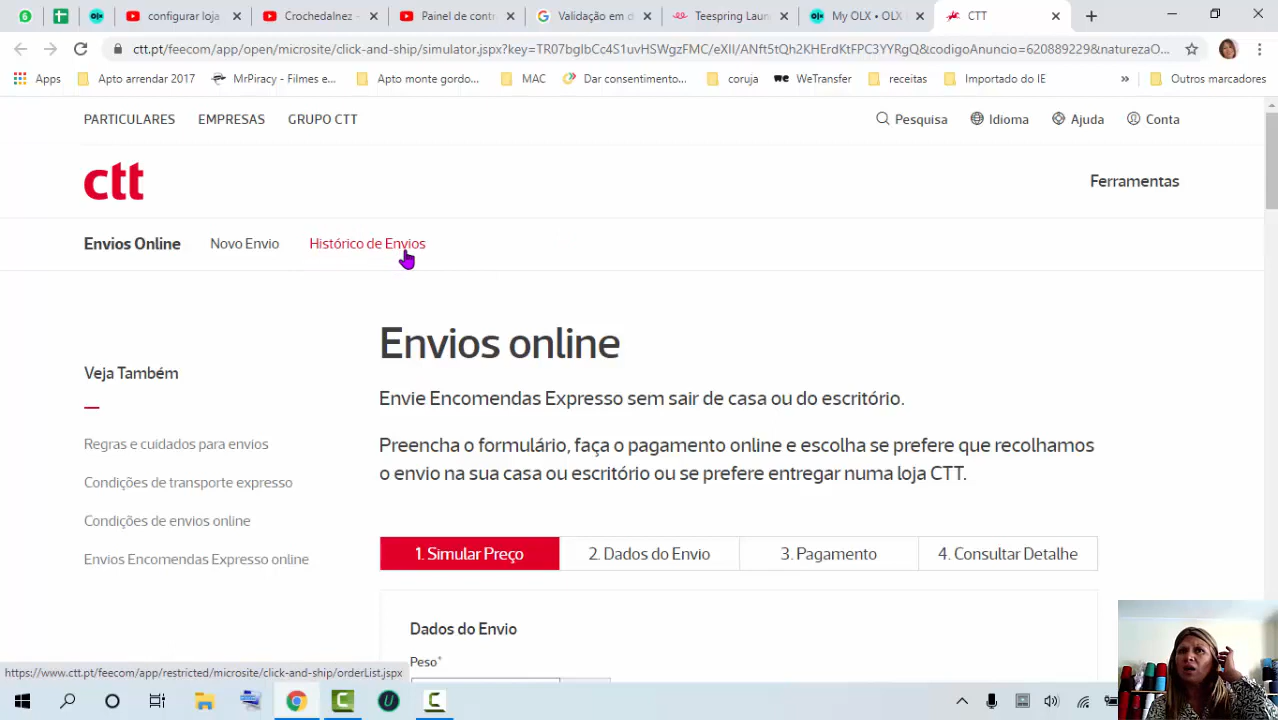 configurar loja
Crochedalnez -
Painel de cont
Validação em d
Teespring Laun
My OLX • OLX
CTT
ctt.pt/feecom/app/open/microsite/click-and-ship/simulator.jspx?key=
Apps
Apto arrendar 2017
MrPiracy - Filmes e...
Apto monte gordo...
MAC
Dar consentimento...
coruja
WeTransfer
receitas
Importado do IE
»
Outros marcadores
PARTICULARES
EMPRESAS
GRUPO CTT
Pesquisa
Idioma
Ajuda
Conta
ctt
Ferramentas
Envios Online
Novo Envio
Histórico de Envios
Envios online
Veja Também
Envie Encomendas Expresso sem sair de casa ou do escritório.
Regras e cuidados para envios
Preencha o formulário, faça o pagamento online e escolha se prefere que recolhamos
o envio na sua casa ou escritório ou se prefere entregar numa loja CTT.
Condições de transporte expresso
Condições de envios online
Envios Encomendas Expresso online
1. Simular Preço
2. Dados do Envio
3. Pagamento
4. Consultar Detalhe
Dados do Envio
Peso*
https://www.ctt.pt/feecom/app/restricted/microsite/click-and-ship/orderList.jspx